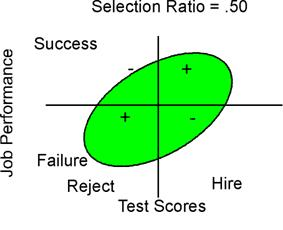 Selection Ratio = .50
Success
- +
Job Performance
+ -
Failure
Reject
Hire
Test Scores